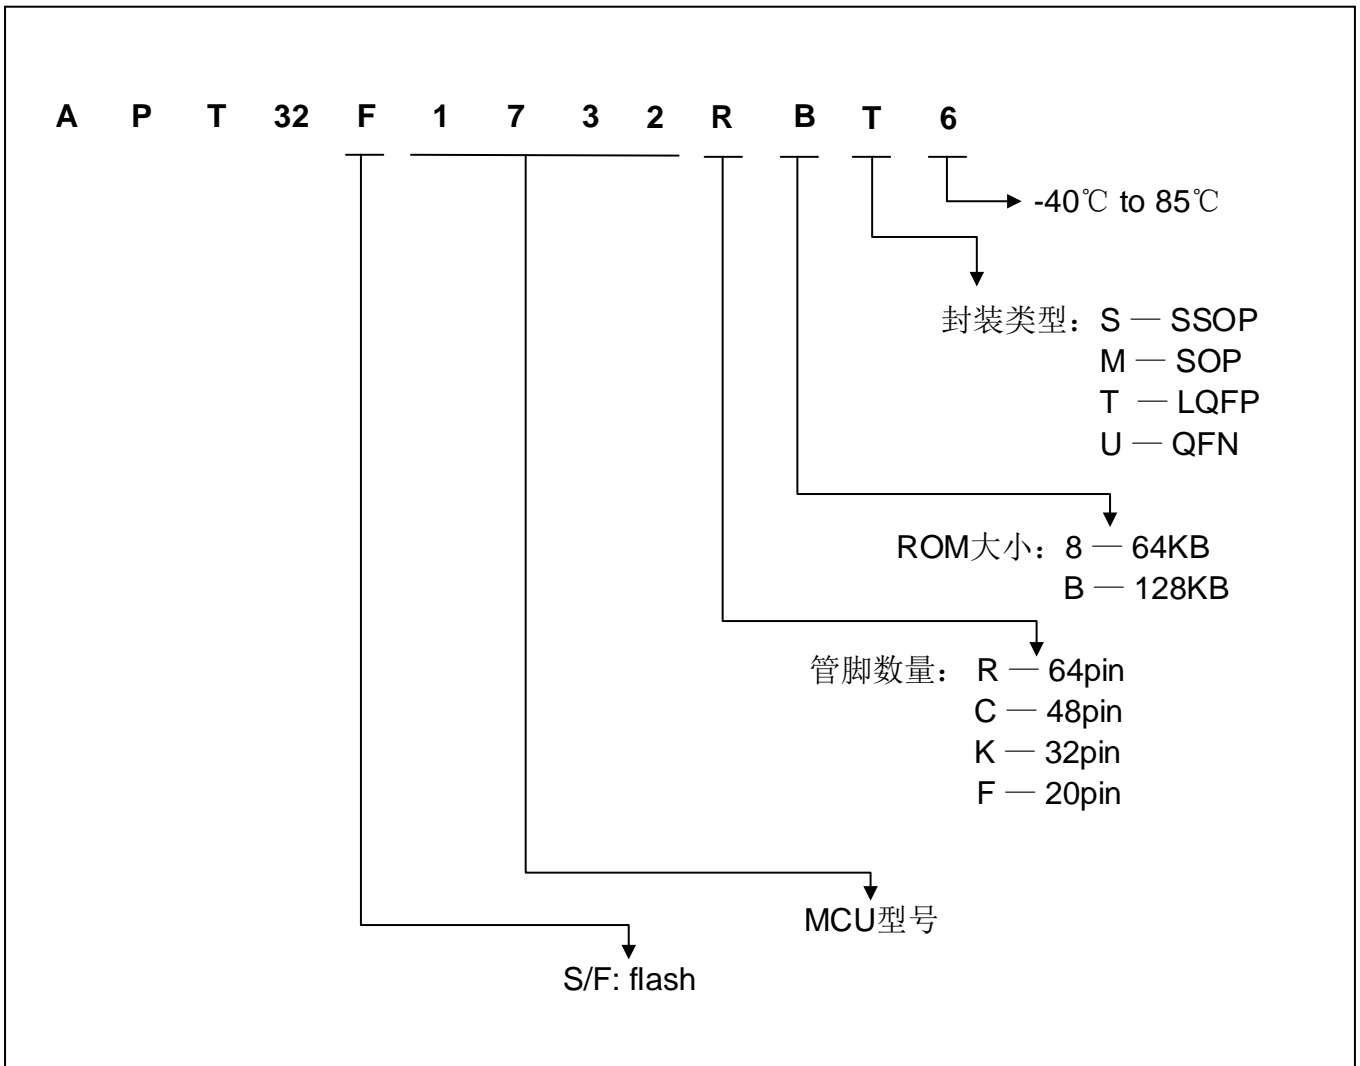 A P T 32 F 1 7 3 2 R B T 6
-40℃ to 85℃
封装类型：S — SSOP
M — SOP
T — LQFP
U — QFN
ROM大小：8 — 64KB
B — 128KB
管脚数量： R — 64pin
C — 48pin
K — 32pin
F — 20pin
MCU型号
S/F: flash